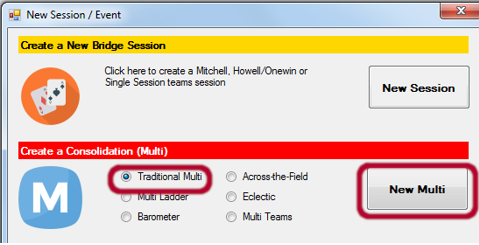 New Session / Event
Create a New Bridge Session
Click here to create a Mitchell, Howell/Onewin or
Single Session teams session
New Session
Create a Consolidation (Multi)
Traditional Multi
Across-the-Field
Multi Ladder
Eclectic
Barometer
Multi Teams
M
New Multi